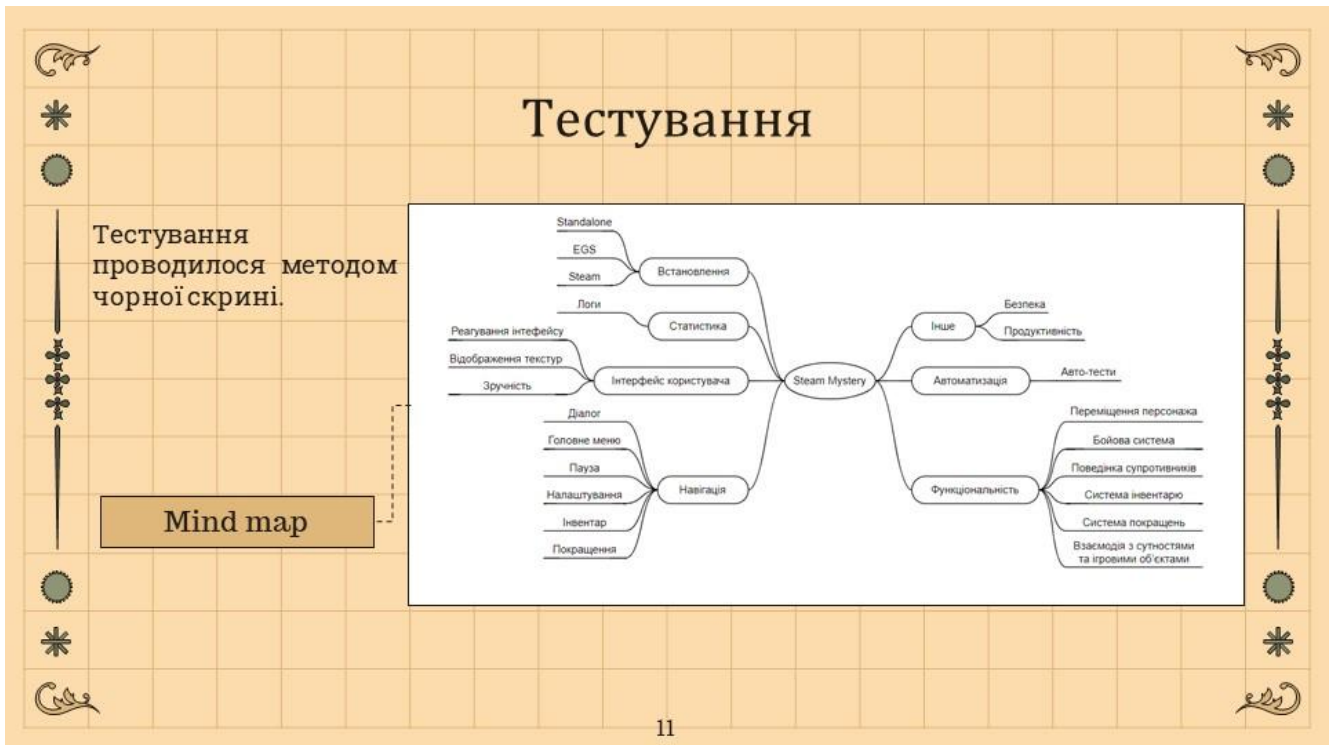 Тестування
Тестування
проводилося методом
чорної скрині.
Mind map
Standalone
EGS
Steam
Встановлення
Логи
Статистика
Реагування інтефейсу
Відображення текстур
Зручність
Інтерфейс користувача
Діалог
Головне меню
Пауза
Налаштування
Інвентар
Покращення
Навігація
Steam Mystery
Інше
Безпека
Продуктивність
Автоматизація
Авто-тести
Функціональність
Переміщення персонажа
Бойова система
Поведінка супротивників
Система інвентарю
Система покращень
Взаємодія з сутностями
та ігровими об'єктами
11